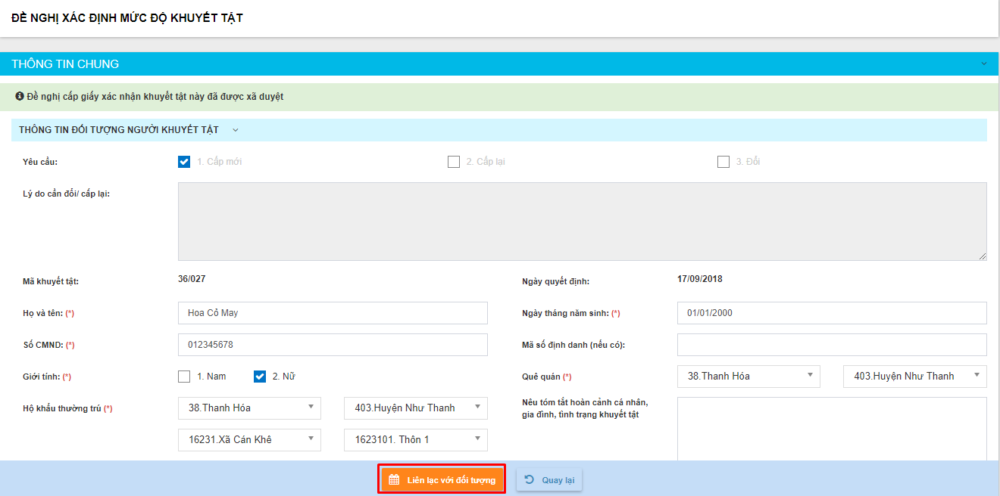 ĐỀ NGHỊ XÁC ĐỊNH MỨC ĐỘ KHUYẾT TẬT
THÔNG TIN CHUNG
Đề nghị cấp giấy xác nhận khuyết tật này đã được xã duyệt
THÔNG TIN ĐỐI TƯỢNG NGƯỜI KHUYẾT TẬT
Yêu cầu: 1. Cấp mới 2. Cấp lại 3. Đổi
Lý do cần đổi/ cấp lại:
Mã khuyết tật: 36/027 Ngày quyết định: 17/09/2018
Họ và tên: (*) Hoa Cỏ May Ngày tháng năm sinh: (*) 01/01/2000
Số CMND: (*) 012345678 Mã số định danh (nếu có):
Giới tính: (*) 1. Nam 2. Nữ Quê quán (*) 38.Thanh Hóa 403.Huyện Như Thanh
Hộ khẩu thường trú (*) 38.Thanh Hóa 403.Huyện Như Thanh Nêu tóm tắt hoàn cảnh cá nhân,
gia đình, tình trạng khuyết tật
16231.Xã Cán Khê 1623101. Thôn 1
Liên lạc với đối tượng Quay lại